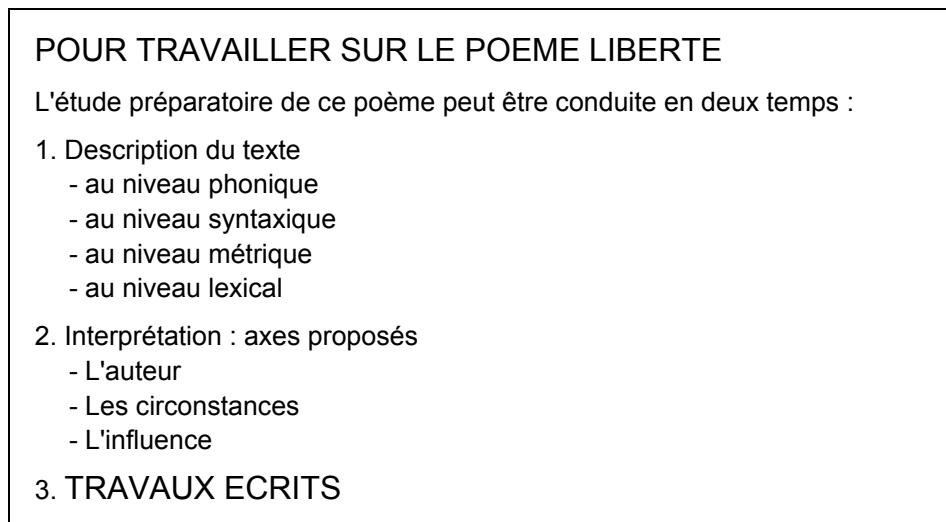 POUR TRAVAILLER SUR LE POEME LIBERTE
L'étude préparatoire de ce poème peut être conduite en deux temps :
1. Description du texte
- au niveau phonique
- au niveau syntaxique
- au niveau métrique
- au niveau lexical
2. Interprétation : axes proposés
- L'auteur
- Les circonstances
- L'influence
3. TRAVAUX ECRITS